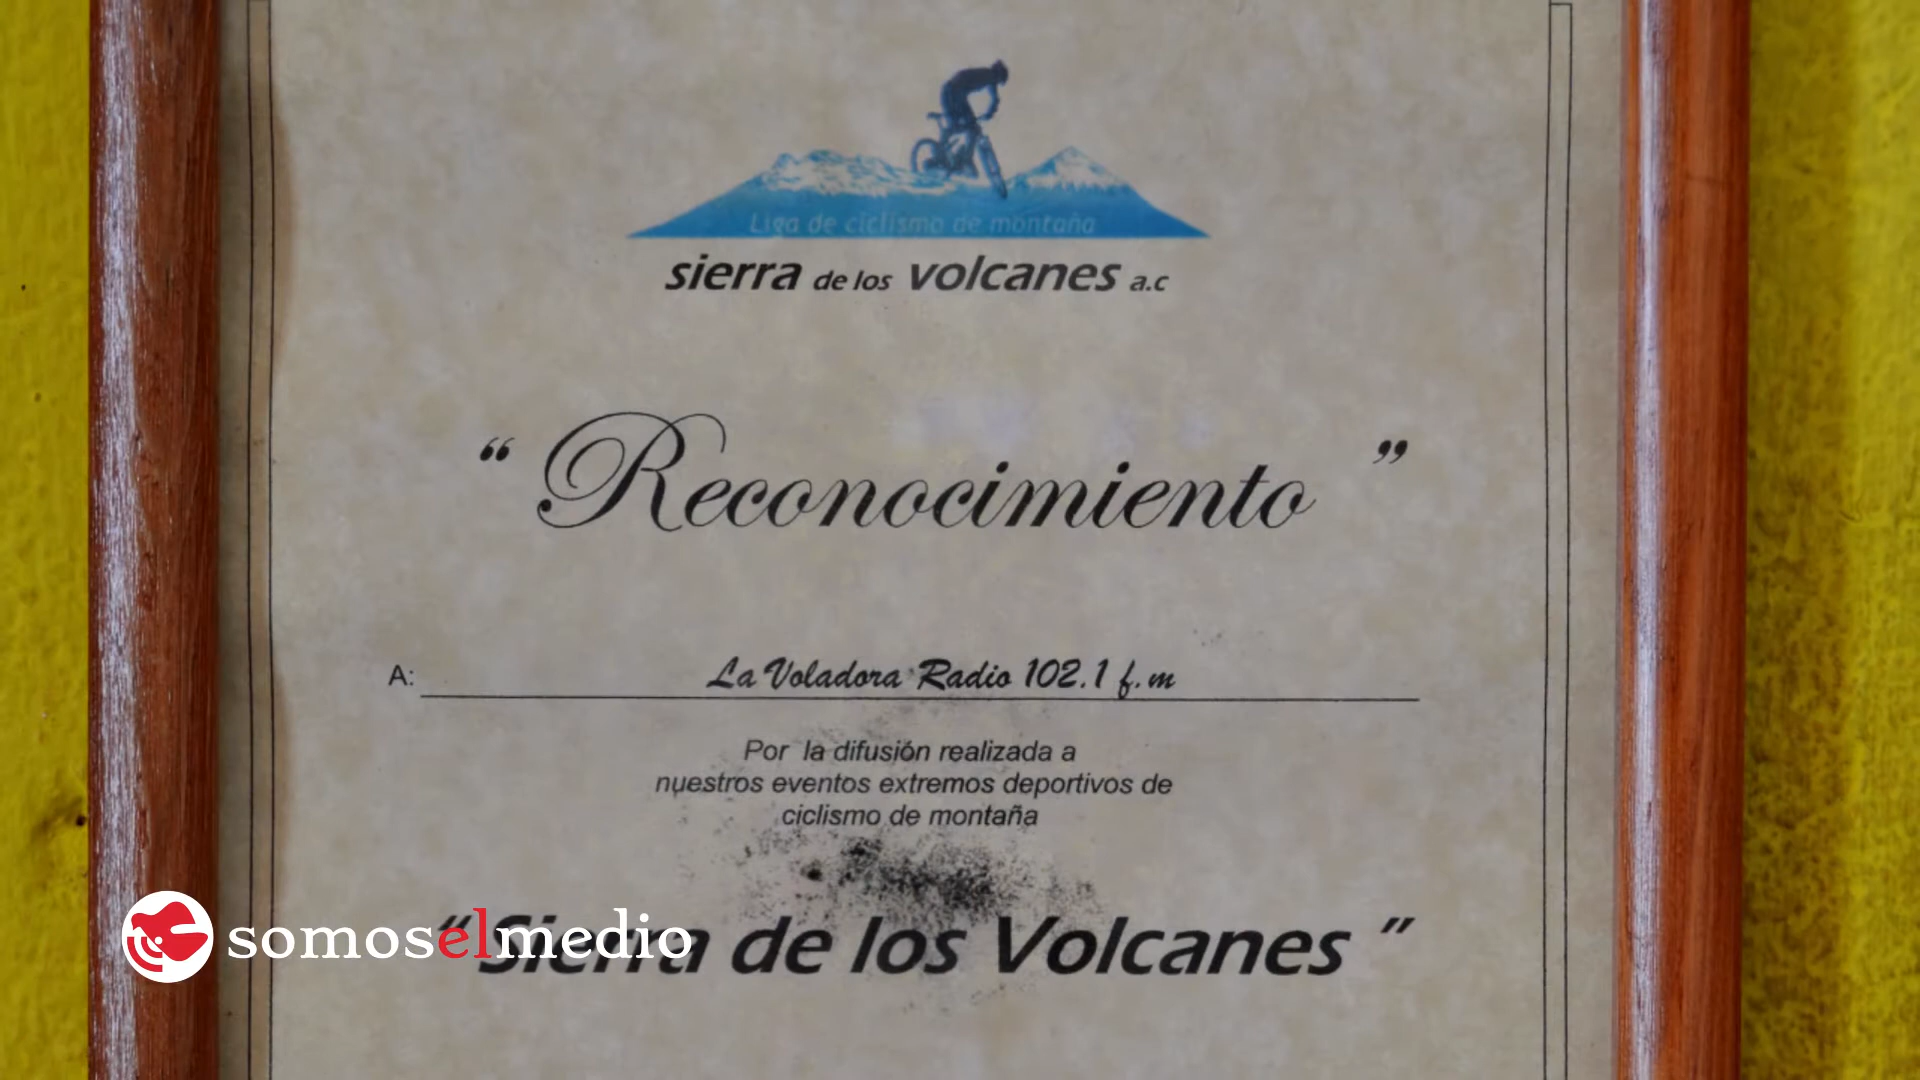 Liga de ciclismo de montaña
sierra de los volcanes a.c
“ Reconocimiento ”
A: La Voladora Radio 102.1 f.m
Por la difusión realizada a
nuestros eventos extremos deportivos de
ciclismo de montaña
“ Sierra de los Volcanes ”
somoselmedio